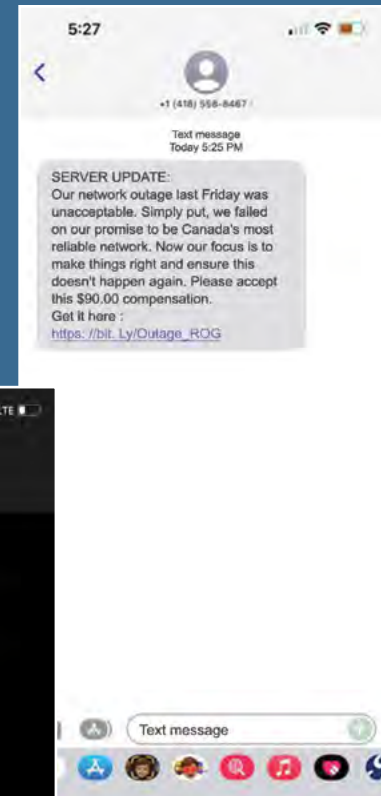 5:27
+1 (416) 556-8467
Text message
Today 5:25 PM
SERVER UPDATE:
Our network outage last Friday was
unacceptable. Simply put, we failed
on our promise to be Canada's most
reliable network. Now our focus is to
make things right and ensure this
doesn't happen again. Please accept
this $90.00 compensation.
Get it here :
https: //bit. Ly/Outage_ROG
LTE
Text message